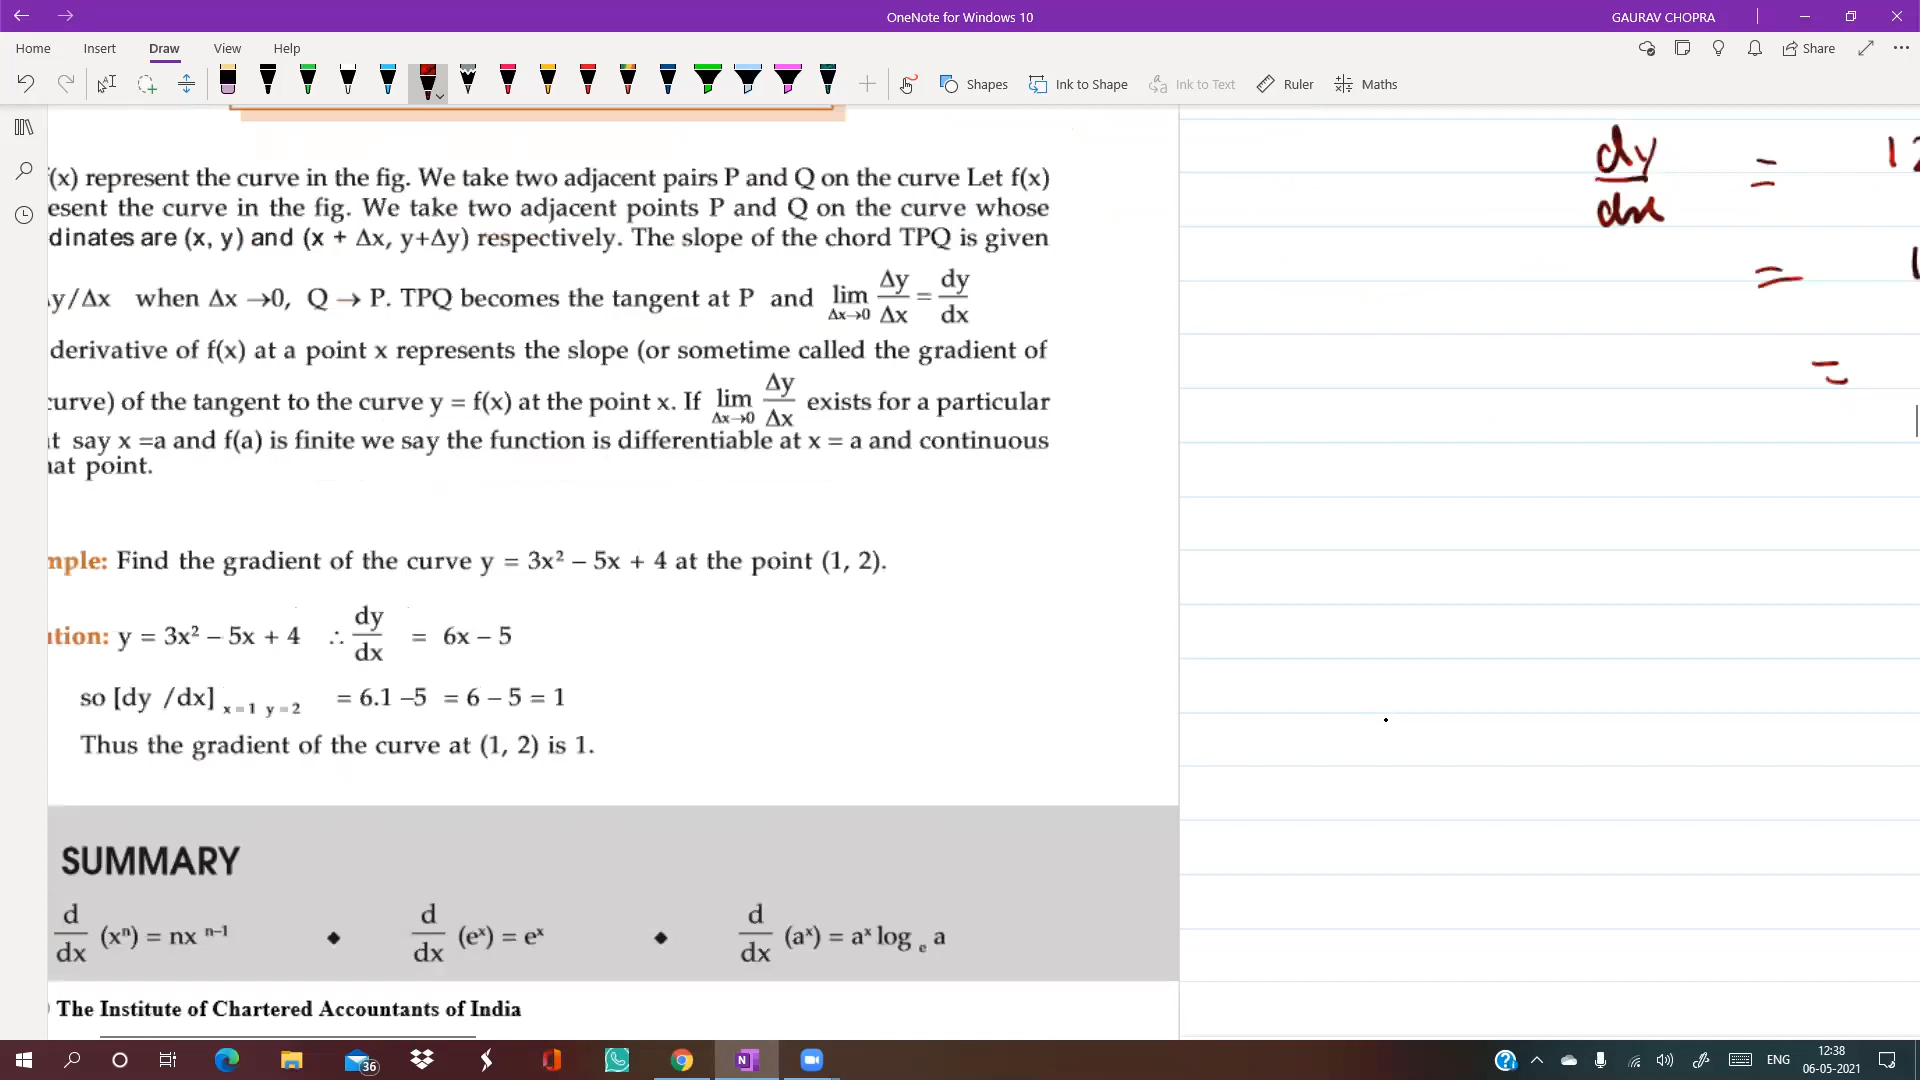 OneNote for Windows 10
GAURAV CHOPRA
Home Insert Draw View Help
Share
Shapes Ink to Shape Ink to Text Ruler Maths
f(x) represent the curve in the fig. We take two adjacent pairs P and Q on the curve Let f(x)
esent the curve in the fig. We take two adjacent points P and Q on the curve whose
dinates are (x, y) and (x + Δx, y+Δy) respectively. The slope of the chord TPQ is given
y/Δx when Δx →0, Q → P. TPQ becomes the tangent at P and lim Δx→0 Δy/Δx = dy/dx
derivative of f(x) at a point x represents the slope (or sometime called the gradient of
curve) of the tangent to the curve y = f(x) at the point x. If lim Δx→0 Δy/Δx exists for a particular
t say x =a and f(a) is finite we say the function is differentiable at x = a and continuous
hat point.
mple: Find the gradient of the curve y = 3x² – 5x + 4 at the point (1, 2).
ution: y = 3x² – 5x + 4 ∴ dy/dx = 6x – 5
so [dy /dx] x = 1 y = 2 = 6.1 –5 = 6 – 5 = 1
Thus the gradient of the curve at (1, 2) is 1.
SUMMARY
d/dx (xⁿ) = nx ⁿ⁻¹ ◆ d/dx (eˣ) = eˣ ◆ d/dx (aˣ) = aˣ log ₑ a
The Institute of Chartered Accountants of India
dy/dx = 12
=
=
36
N
ENG
12:38
06-05-2021